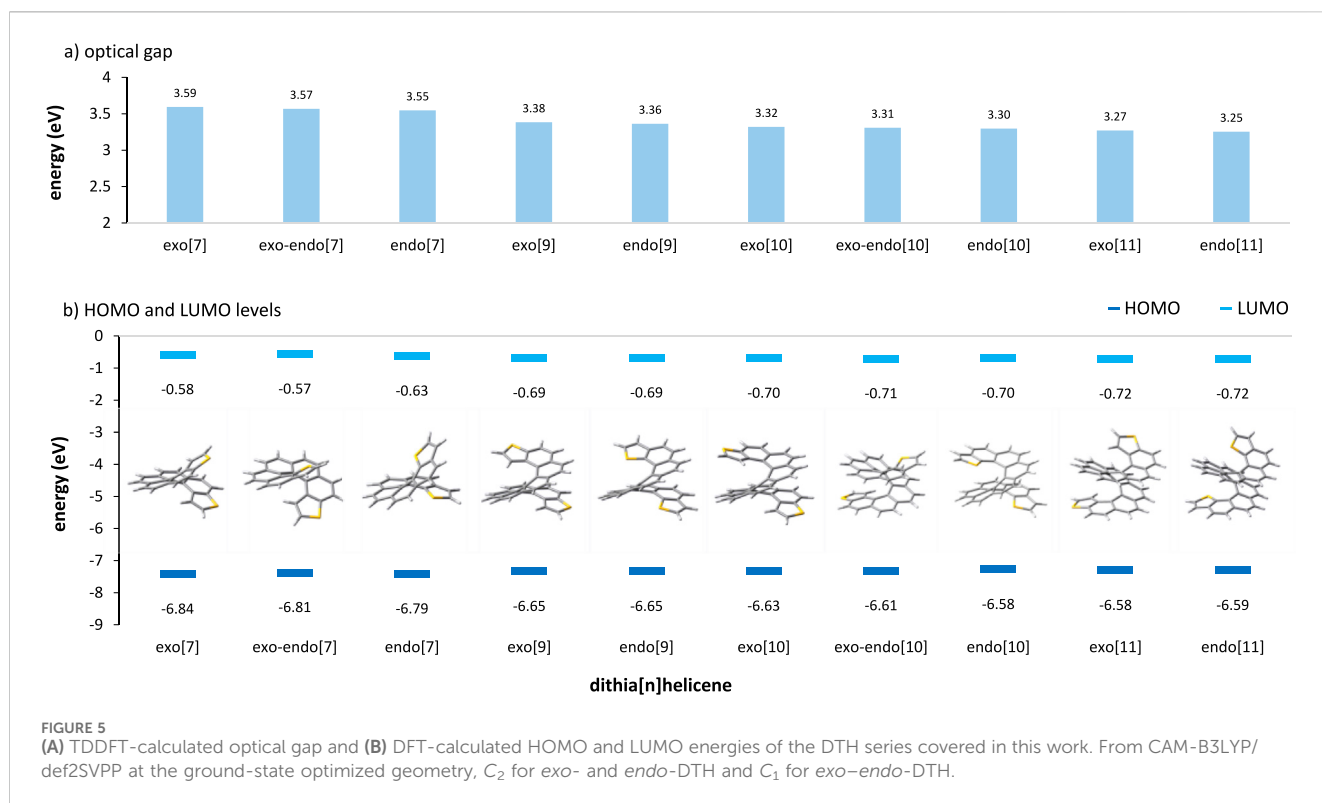 a) optical gap
energy (eV)
4
3.5
3
2.5
2
3.59 3.57 3.55 3.38 3.36 3.32 3.31 3.30 3.27 3.25
exo[7] exo-endo[7] endo[7] exo[9] endo[9] exo[10] exo-endo[10] endo[10] exo[11] endo[11]
b) HOMO and LUMO levels
HOMO LUMO
energy (eV)
0
-1
-2
-3
-4
-5
-6
-7
-8
-9
-0.58 -0.57 -0.63 -0.69 -0.69 -0.70 -0.71 -0.70 -0.72 -0.72
-6.84 -6.81 -6.79 -6.65 -6.65 -6.63 -6.61 -6.58 -6.58 -6.59
exo[7] exo-endo[7] endo[7] exo[9] endo[9] exo[10] exo-endo[10] endo[10] exo[11] endo[11]
dithia[n]helicene
FIGURE 5
(A) TDDFT-calculated optical gap and (B) DFT-calculated HOMO and LUMO energies of the DTH series covered in this work. From CAM-B3LYP/
def2SVPP at the ground-state optimized geometry, C₂ for exo- and endo-DTH and C₁ for exo–endo-DTH.